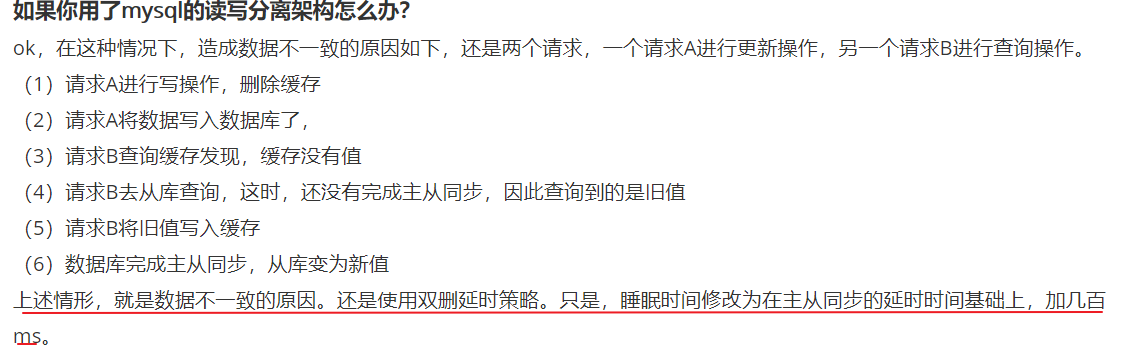 如果你用了mysql的读写分离架构怎么办？
ok，在这种情况下，造成数据不一致的原因如下，还是两个请求，一个请求A进行更新操作，另一个请求B进行查询操作。
（1）请求A进行写操作，删除缓存
（2）请求A将数据写入数据库了，
（3）请求B查询缓存发现，缓存没有值
（4）请求B去从库查询，这时，还没有完成主从同步，因此查询到的是旧值
（5）请求B将旧值写入缓存
（6）数据库完成主从同步，从库变为新值
上述情形，就是数据不一致的原因。还是使用双删延时策略。只是，睡眠时间修改为在主从同步的延时时间基础上，加几百
ms。